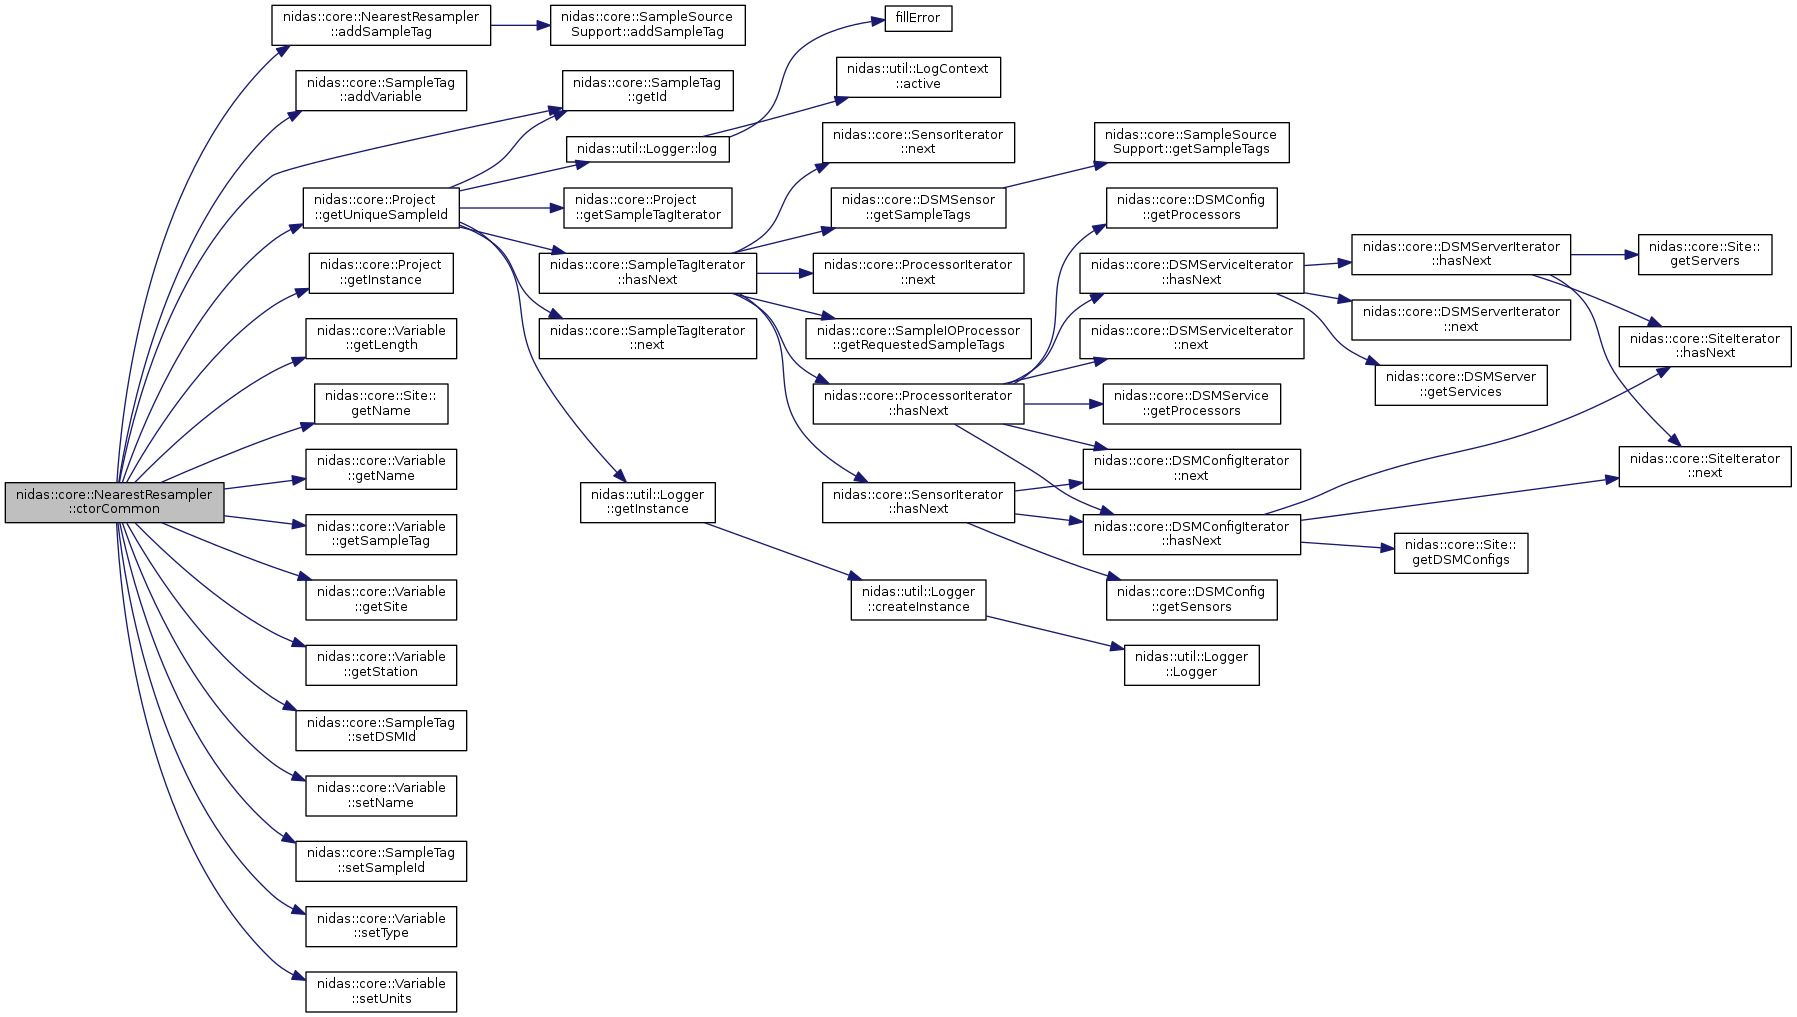 nidas::core::NearestResampler
::ctorCommon
nidas::core::NearestResampler
::addSampleTag
nidas::core::SampleTag
::addVariable
nidas::core::Project
::getUniqueSampleId
nidas::core::Project
::getInstance
nidas::core::Variable
::getLength
nidas::core::Site::
getName
nidas::core::Variable
::getName
nidas::core::Variable
::getSampleTag
nidas::core::Variable
::getSite
nidas::core::Variable
::getStation
nidas::core::SampleTag
::setDSMId
nidas::core::Variable
::setName
nidas::core::SampleTag
::setSampleId
nidas::core::Variable
::setType
nidas::core::Variable
::setUnits
nidas::core::SampleSource
Support::addSampleTag
nidas::core::SampleTag
::getId
nidas::util::Logger::log
nidas::core::Project
::getSampleTagIterator
nidas::core::SampleTagIterator
::hasNext
nidas::core::SampleTagIterator
::next
nidas::util::Logger
::getInstance
fillError
nidas::util::LogContext
::active
nidas::core::SensorIterator
::next
nidas::core::DSMSensor
::getSampleTags
nidas::core::ProcessorIterator
::next
nidas::core::SampleIOProcessor
::getRequestedSampleTags
nidas::core::ProcessorIterator
::hasNext
nidas::core::SensorIterator
::hasNext
nidas::util::Logger
::createInstance
nidas::core::SampleSource
Support::getSampleTags
nidas::core::DSMConfig
::getProcessors
nidas::core::DSMServiceIterator
::hasNext
nidas::core::DSMServiceIterator
::next
nidas::core::DSMService
::getProcessors
nidas::core::DSMConfigIterator
::next
nidas::core::DSMConfigIterator
::hasNext
nidas::core::DSMConfig
::getSensors
nidas::util::Logger
::Logger
nidas::core::DSMServerIterator
::hasNext
nidas::core::DSMServerIterator
::next
nidas::core::DSMServer
::getServices
nidas::core::Site::
getDSMConfigs
nidas::core::Site::
getServers
nidas::core::SiteIterator
::hasNext
nidas::core::SiteIterator
::next